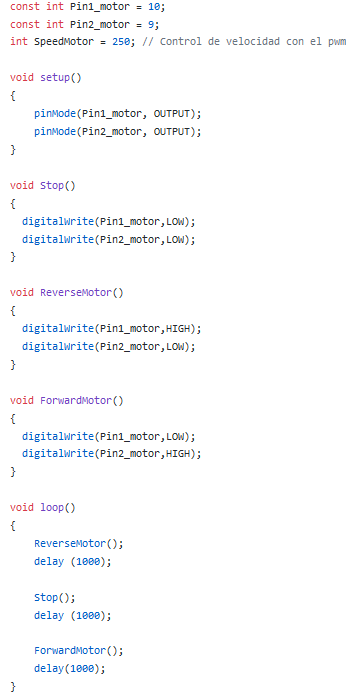 const int Pin1_motor = 10;
const int Pin2_motor = 9;
int SpeedMotor = 250; // Control de velocidad con el pwm

void setup()
{
    pinMode(Pin1_motor, OUTPUT);
    pinMode(Pin2_motor, OUTPUT);
}

void Stop()
{
  digitalWrite(Pin1_motor,LOW);
  digitalWrite(Pin2_motor,LOW);
}

void ReverseMotor()
{
  digitalWrite(Pin1_motor,HIGH);
  digitalWrite(Pin2_motor,LOW);
}

void ForwardMotor()
{
  digitalWrite(Pin1_motor,LOW);
  digitalWrite(Pin2_motor,HIGH);
}

void loop()
{
    ReverseMotor();
    delay (1000);

    Stop();
    delay (1000);

    ForwardMotor();
    delay(1000);
}